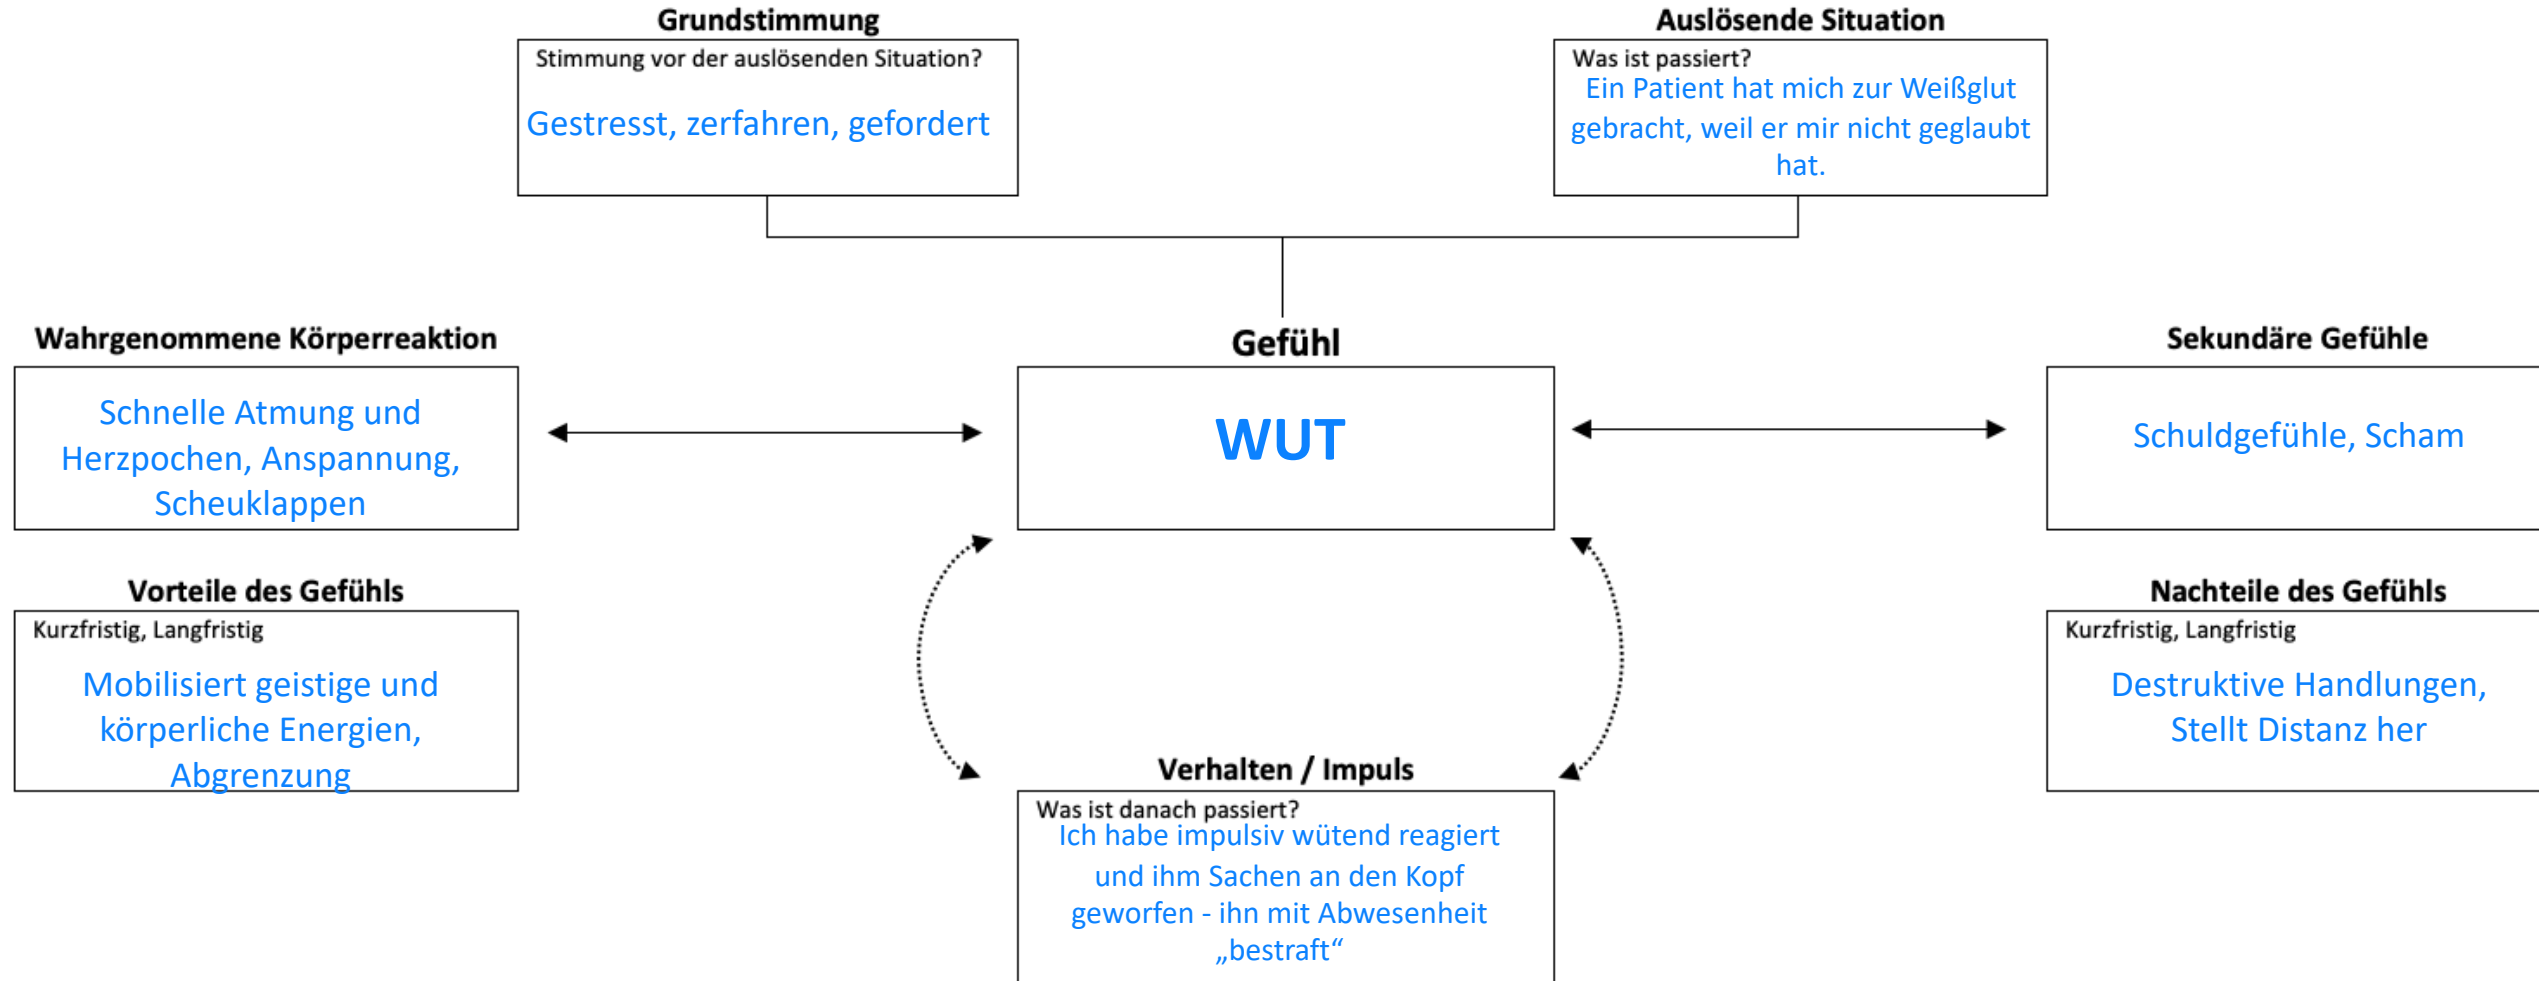 Grundstimmung
Stimmung vor der auslösenden Situation?
Gestresst, zerfahren, gefordert
Auslösende Situation
Was ist passiert?
Ein Patient hat mich zur Weißglut
gebracht, weil er mir nicht geglaubt
hat.
Wahrgenommene Körperreaktion
Schnelle Atmung und
Herzpochen, Anspannung,
Scheuklappen
Gefühl
WUT
Sekundäre Gefühle
Schuldgefühle, Scham
Vorteile des Gefühls
Kurzfristig, Langfristig
Mobilisiert geistige und
körperliche Energien,
Abgrenzung
Nachteile des Gefühls
Kurzfristig, Langfristig
Destruktive Handlungen,
Stellt Distanz her
Verhalten / Impuls
Was ist danach passiert?
Ich habe impulsiv wütend reagiert
und ihm Sachen an den Kopf
geworfen - ihn mit Abwesenheit
„bestraft“